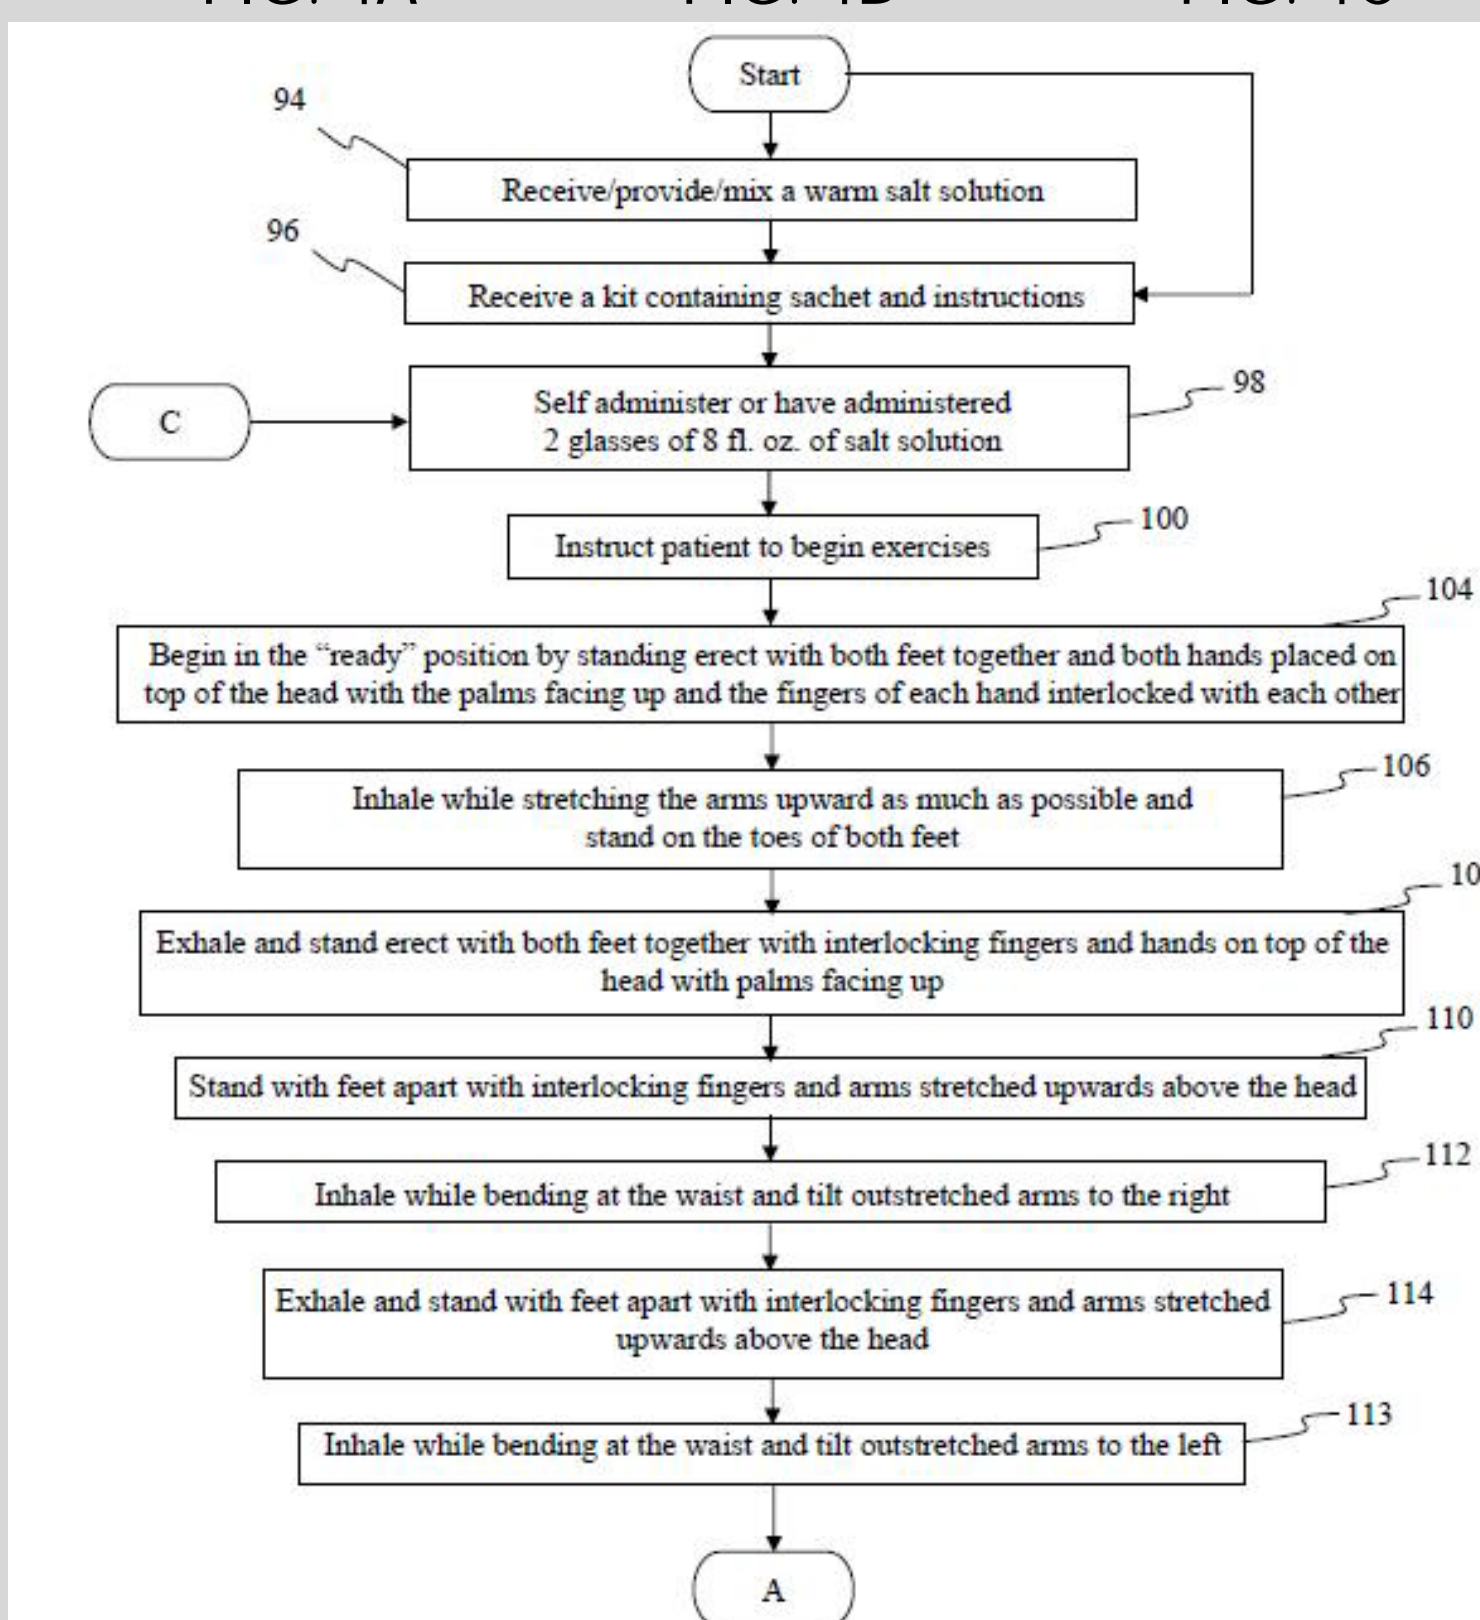 Start
94
Receive/provide/mix a warm salt solution
96
Receive a kit containing sachet and instructions
C
Self administer or have administered
2 glasses of 8 fl. oz. of salt solution
98
Instruct patient to begin exercises
100
104
Begin in the “ready” position by standing erect with both feet together and both hands placed on
top of the head with the palms facing up and the fingers of each hand interlocked with each other
106
Inhale while stretching the arms upward as much as possible and
stand on the toes of both feet
10
Exhale and stand erect with both feet together with interlocking fingers and hands on top of the
head with palms facing up
110
Stand with feet apart with interlocking fingers and arms stretched upwards above the head
112
Inhale while bending at the waist and tilt outstretched arms to the right
Exhale and stand with feet apart with interlocking fingers and arms stretched
upwards above the head
114
113
Inhale while bending at the waist and tilt outstretched arms to the left
A